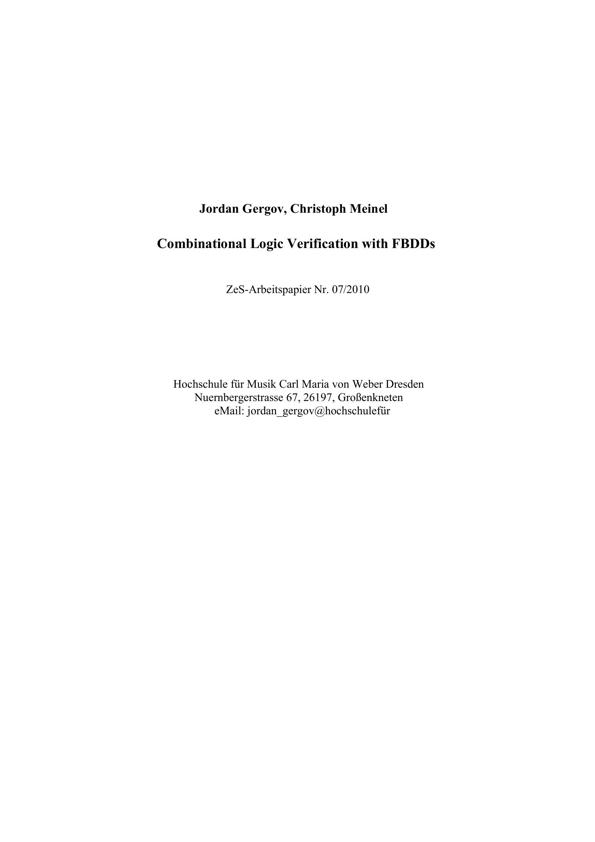 Jordan Gergov, Christoph Meinel
Combinational Logic Verification with FBDDs
ZeS-Arbeitspapier Nr. 07/2010
Hochschule für Musik Carl Maria von Weber Dresden
Nuernbergerstrasse 67, 26197, Großenkneten
eMail: jordan_gergov@hochschulefür